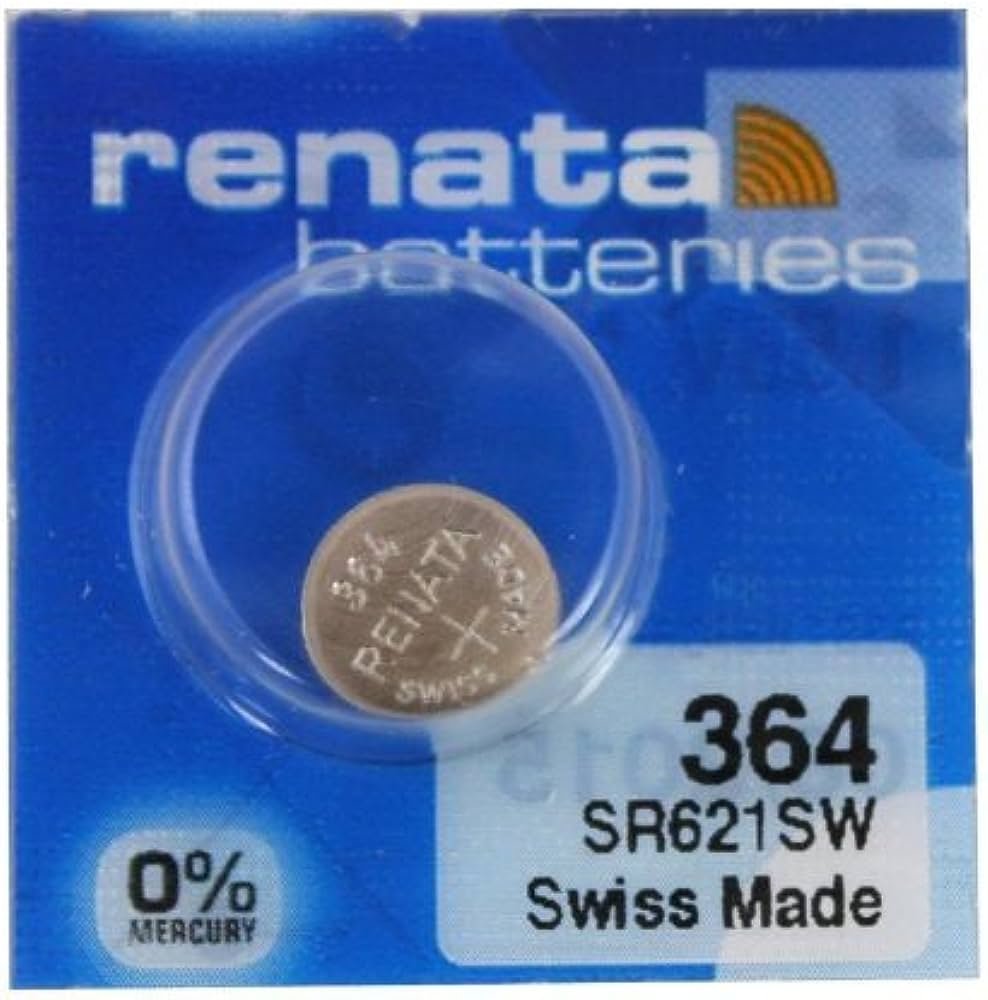 renata
batteries
364
RENATA
+
SWISS MADE
364
SR621SW
Swiss Made
0%
MERCURY